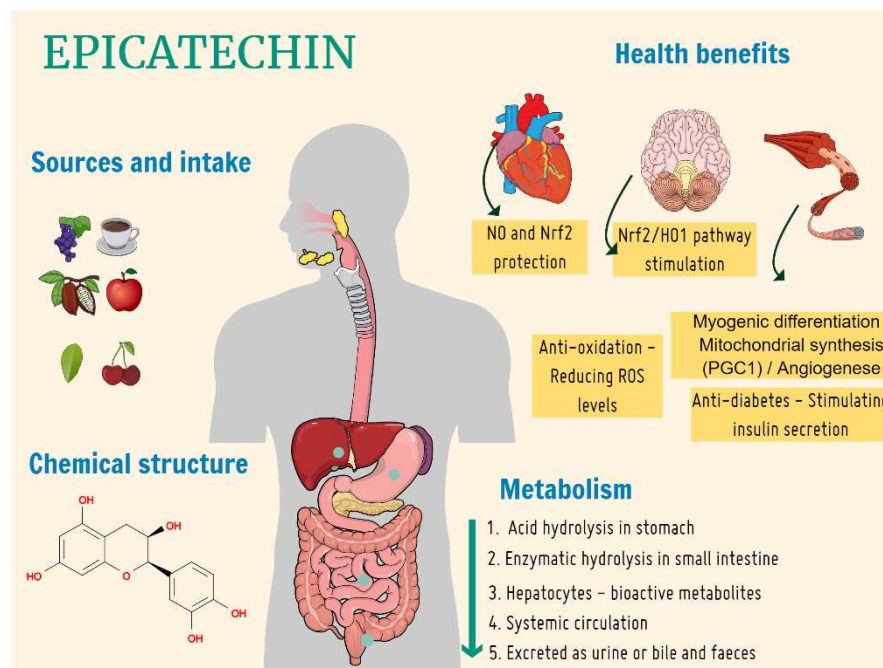 EPICATECHIN
Health benefits
Sources and intake
NO and Nrf2
protection
Nrf2/HO1 pathway
stimulation
Myogenic differentiation
Mitochondrial synthesis
(PGC1) / Angiogenese
Anti-oxidation -
Reducing ROS
levels
Anti-diabetes - Stimulating
insulin secretion
Chemical structure
OH
OH
HO
O
OH
OH
Metabolism
1. Acid hydrolysis in stomach
2. Enzymatic hydrolysis in small intestine
3. Hepatocytes - bioactive metabolites
4. Systemic circulation
5. Excreted as urine or bile and faeces